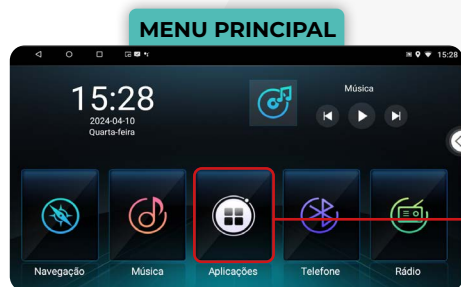 MENU PRINCIPAL
15:28
15:28
2024-04-10
Quarta-feira
Música
Navegação
Música
Aplicações
Telefone
Rádio